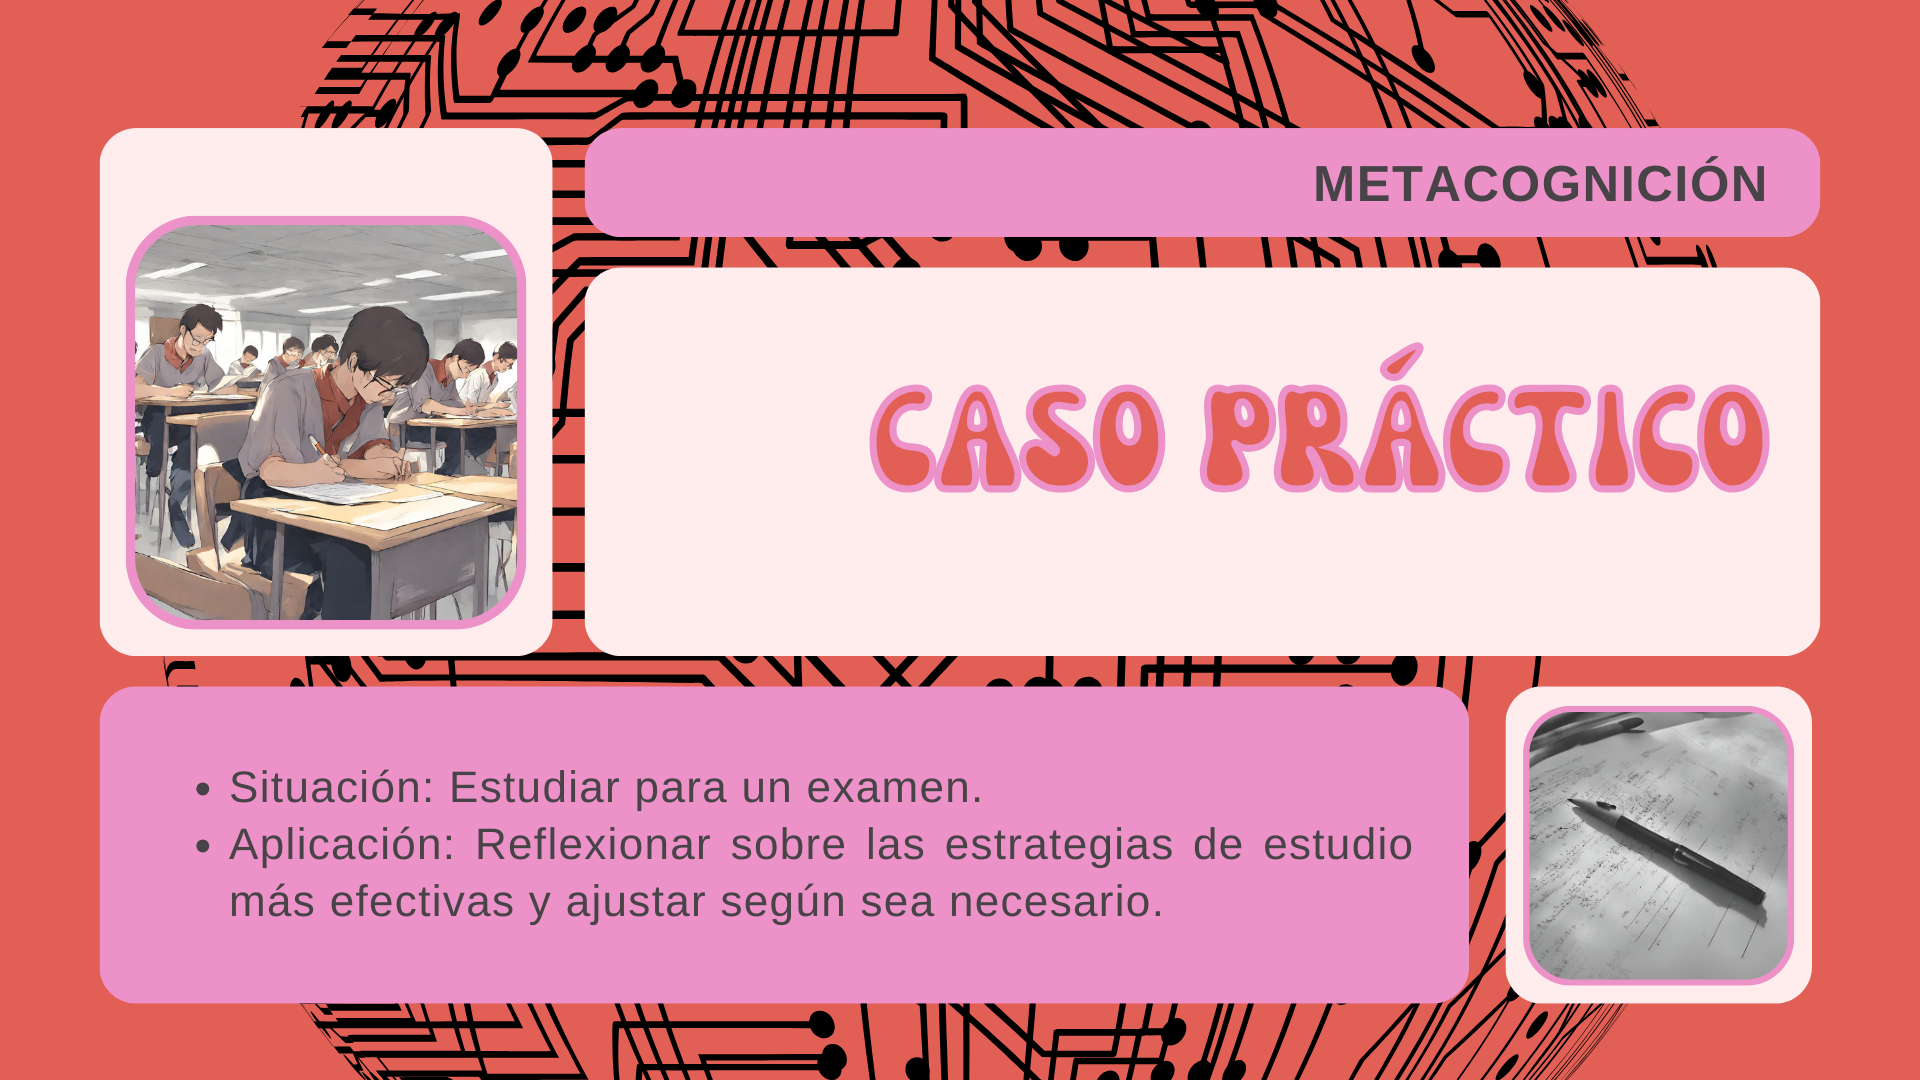 METACOGNICIÓN
CASO PRÁCTICO
• Situación: Estudiar para un examen.
• Aplicación: Reflexionar sobre las estrategias de estudio
más efectivas y ajustar según sea necesario.